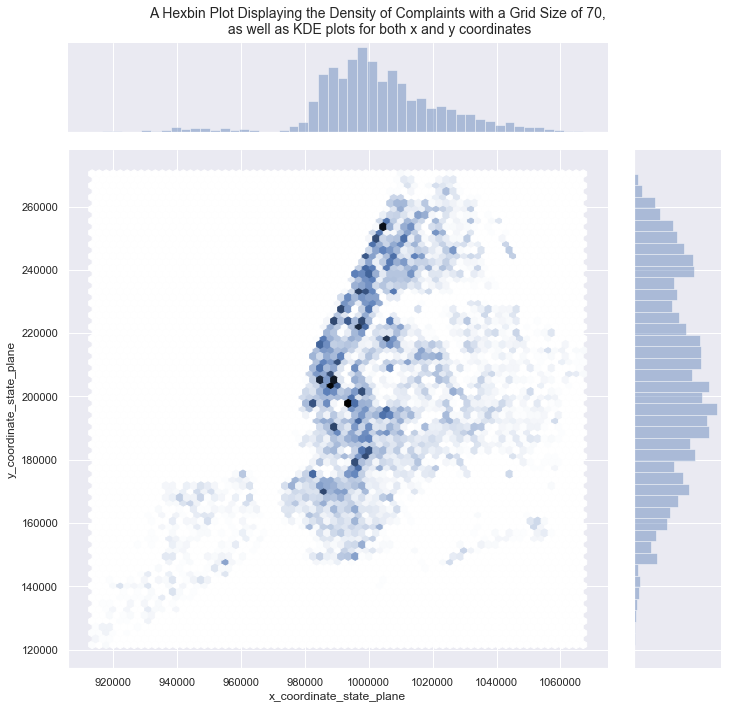 A Hexbin Plot Displaying the Density of Complaints with a Grid Size of 70,
as well as KDE plots for both x and y coordinates
260000
240000
220000
200000
180000
160000
140000
120000
y_coordinate_state_plane
920000 940000 960000 980000 1000000 1020000 1040000 1060000
x_coordinate_state_plane